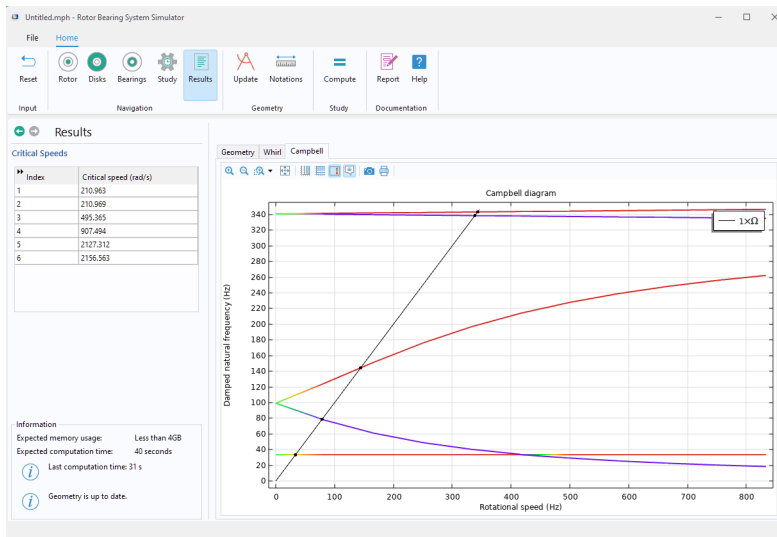 Untitled.mph - Rotor Bearing System Simulator
File Home
Reset Rotor Disks Bearings Study Results Update Notations Compute Report Help
Input Navigation Geometry Study Documentation
Results
Critical Speeds
Index Critical speed (rad/s)
1 210.963
2 210.969
3 495.365
4 907.494
5 2127.312
6 2156.563
Information
Expected memory usage: Less than 4GB
Expected computation time: 40 seconds
Last computation time: 31 s
Geometry is up to date.
Geometry Whirl Campbell
Campbell diagram
1×Ω
Damped natural frequency (Hz)
340
320
300
280
260
240
220
200
180
160
140
120
100
80
60
40
20
0
0 100 200 300 400 500 600 700 800
Rotational speed (Hz)